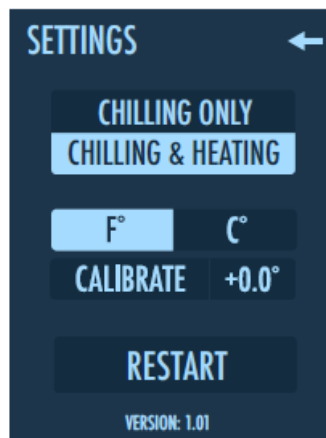 SETTINGS
CHILLING ONLY
CHILLING & HEATING
F° C°
CALIBRATE +0.0°
RESTART
VERSION: 1.01